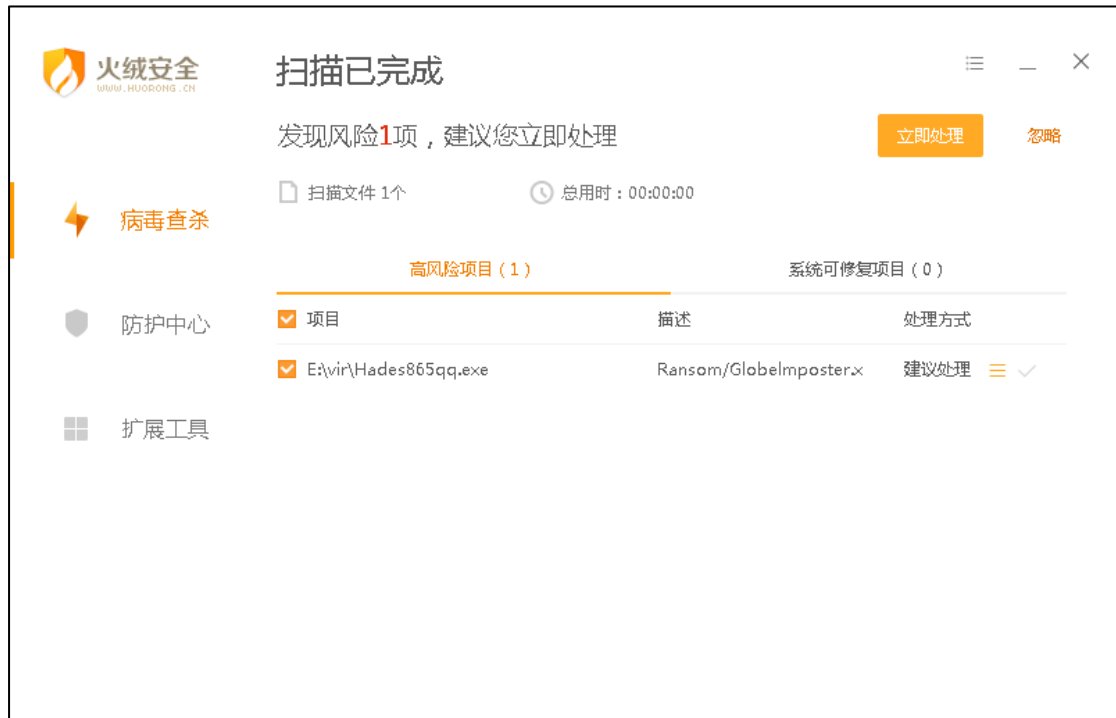 火绒安全
WWW.HUORONG.CN
扫描已完成
发现风险1项，建议您立即处理
立即处理
忽略
扫描文件 1个
总用时：00:00:00
病毒查杀
防护中心
扩展工具
高风险项目（1）
系统可修复项目（0）
项目 描述 处理方式
E:\vir\Hades865qq.exe Ransom/GlobeImposter.x 建议处理